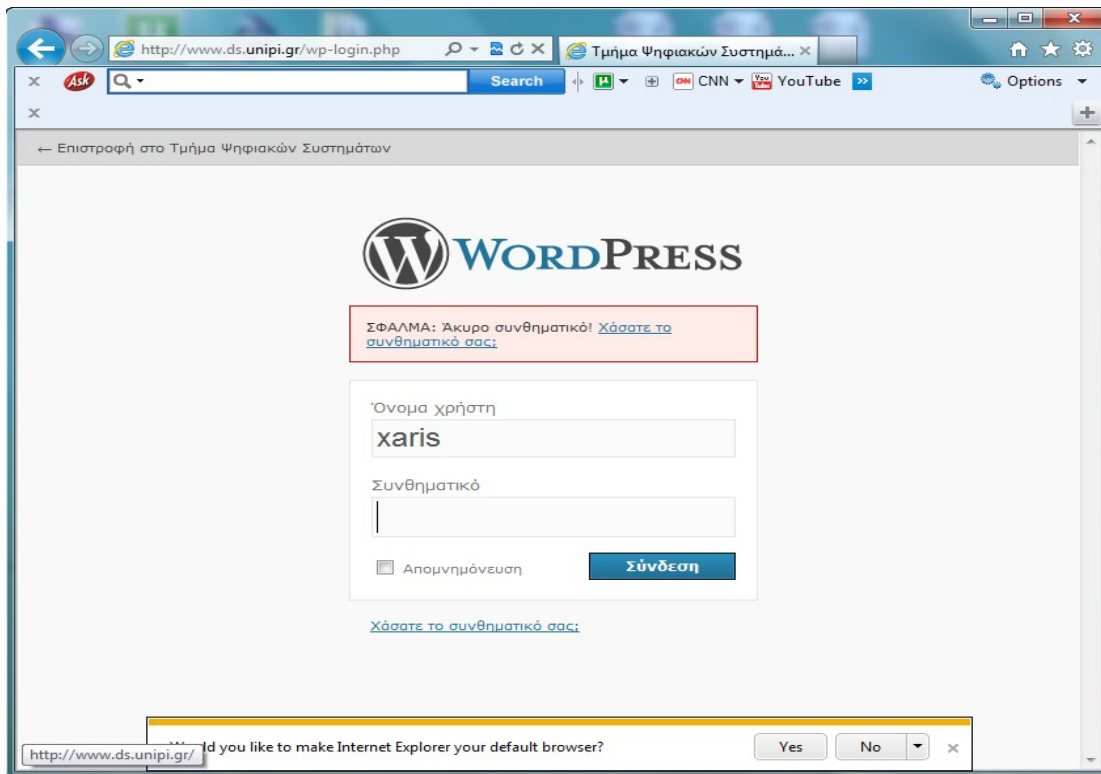 http://www.ds.unipi.gr/wp-login.php
Τμήμα Ψηφιακών Συστημά...
Ask
Search
CNN
YouTube
Options
← Επιστροφή στο Τμήμα Ψηφιακών Συστημάτων
WORDPRESS
ΣΦΑΛΜΑ: Άκυρο συνθηματικό! Χάσατε το
συνθηματικό σας;
Όνομα χρήστη
xaris
Συνθηματικό
Απομνημόνευση
Σύνδεση
Χάσατε το συνθηματικό σας;
ld you like to make Internet Explorer your default browser?
Yes
No
http://www.ds.unipi.gr/